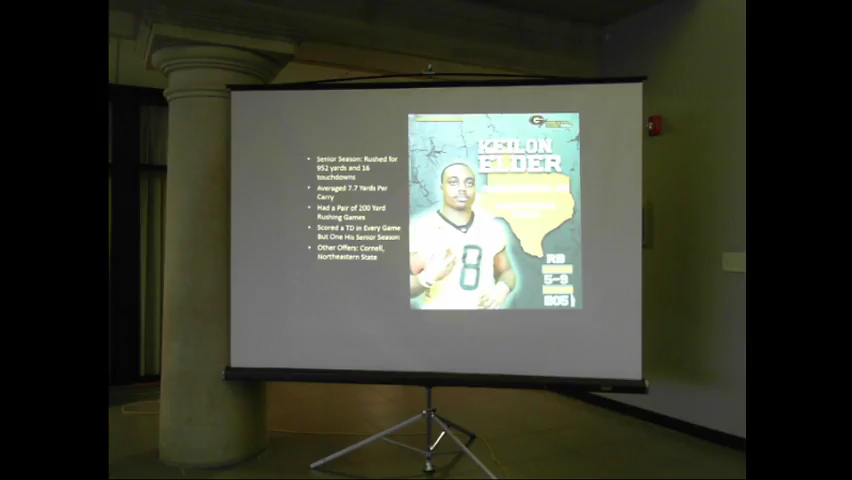 • Senior Season: Rushed for
952 yards and 16
touchdowns
• Averaged 7.7 Yards Per
Carry
• Had a Pair of 200 Yard
Rushing Games
• Scored a TD in Every Game
But One His Senior Season
• Other Offers: Cornell,
Northeastern State
KEILON
ELDER
8
RB
5-9